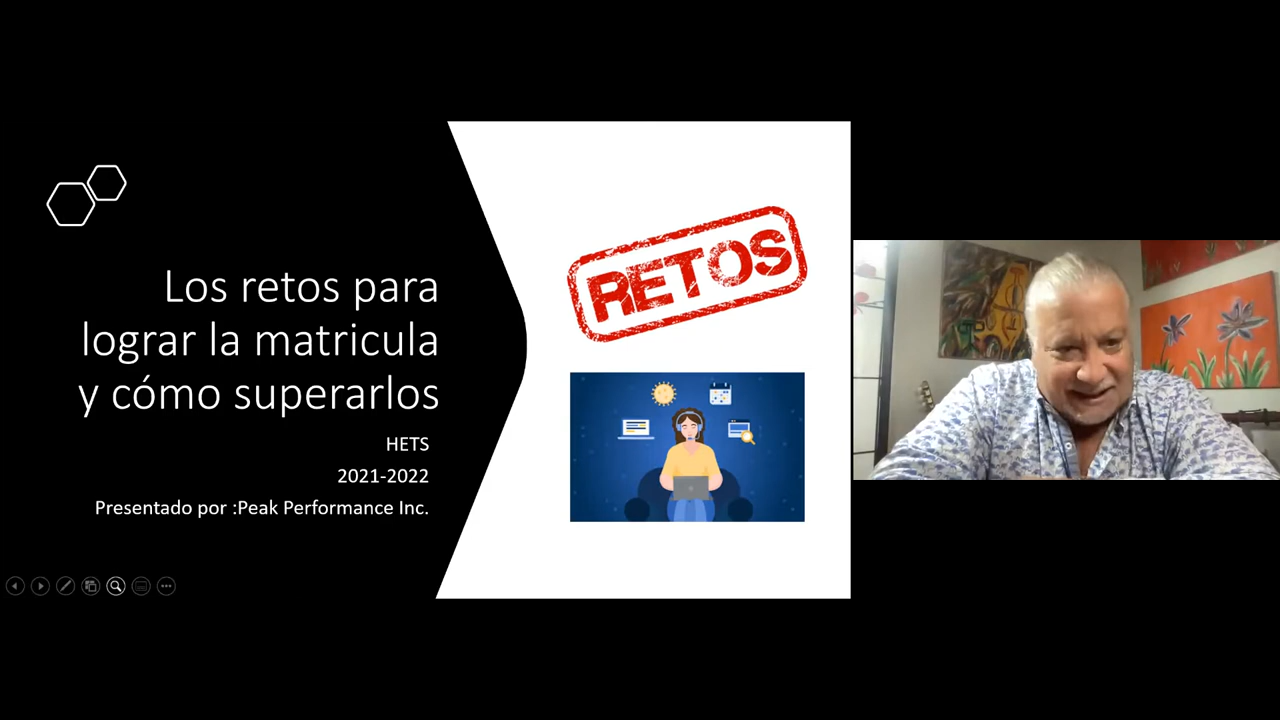 Los retos para
lograr la matricula
y cómo superarlos
HETS
2021-2022
Presentado por :Peak Performance Inc.
RETOS